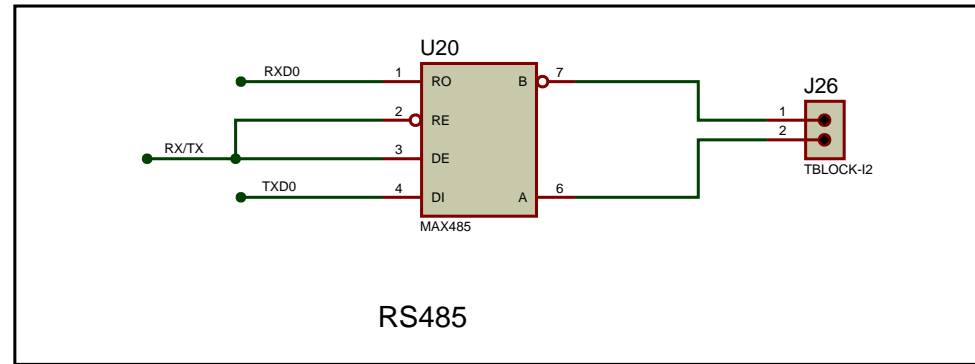 U20
RXD0
1
RO
B
7
J26
2
RE
1
RX/TX
3
DE
2
TBLOCK-I2
TXD0
4
DI
A
6
MAX485
RS485